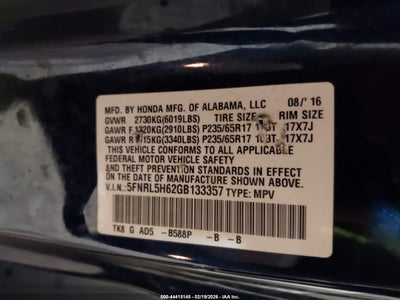 MFD. BY HONDA MFG. OF ALABAMA, LLC 08/'16
GVWR 2730KG(6019LBS) TIRE SIZE RIM SIZE
GAWR F 1320KG(2910LBS) P235/65R17 17X7J
GAWR R KG(3340LBS) P235/65R17 17X7J
THIS VEHICLE CONFORMS TO ALL APPLICABLE
FEDERAL MOTOR VEHICLE SAFETY AND THEFT
PREVENTION STANDARDS IN EFFECT ON THE DATE
OF MANUFACTURE SHOWN ABOVE.
V.I.N.: 5FNRL5H62GB133357 TYPE: MPV
TK8 G AD5 -B588P -B -B
000-44415145 - 02/19/2026 - IAA